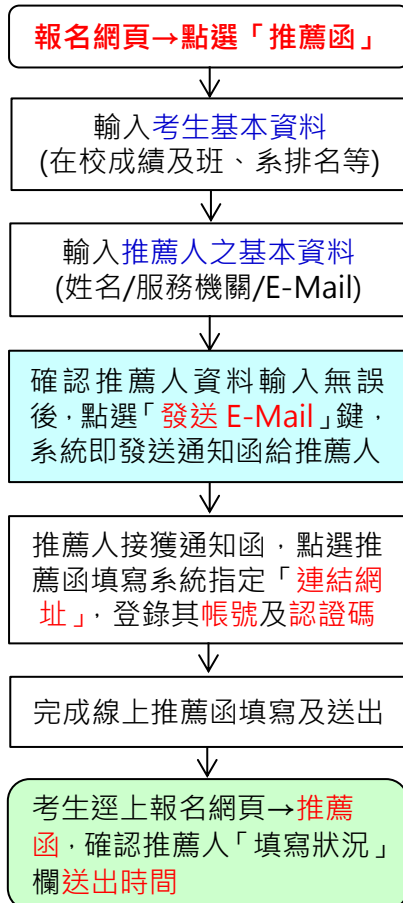 報名網頁→點選「推薦函」
輸入考生基本資料
(在校成績及班、系排名等)
輸入推薦人之基本資料
(姓名/服務機關/E-Mail)
確認推薦人資料輸入無誤
後，點選「發送 E-Mail」鍵，
系統即發送通知函給推薦人
推薦人接獲通知函，點選推
薦函填寫系統指定「連結網
址」，登錄其帳號及認證碼
完成線上推薦函填寫及送出
考生逕上報名網頁→推薦
函，確認推薦人「填寫狀況」
欄送出時間